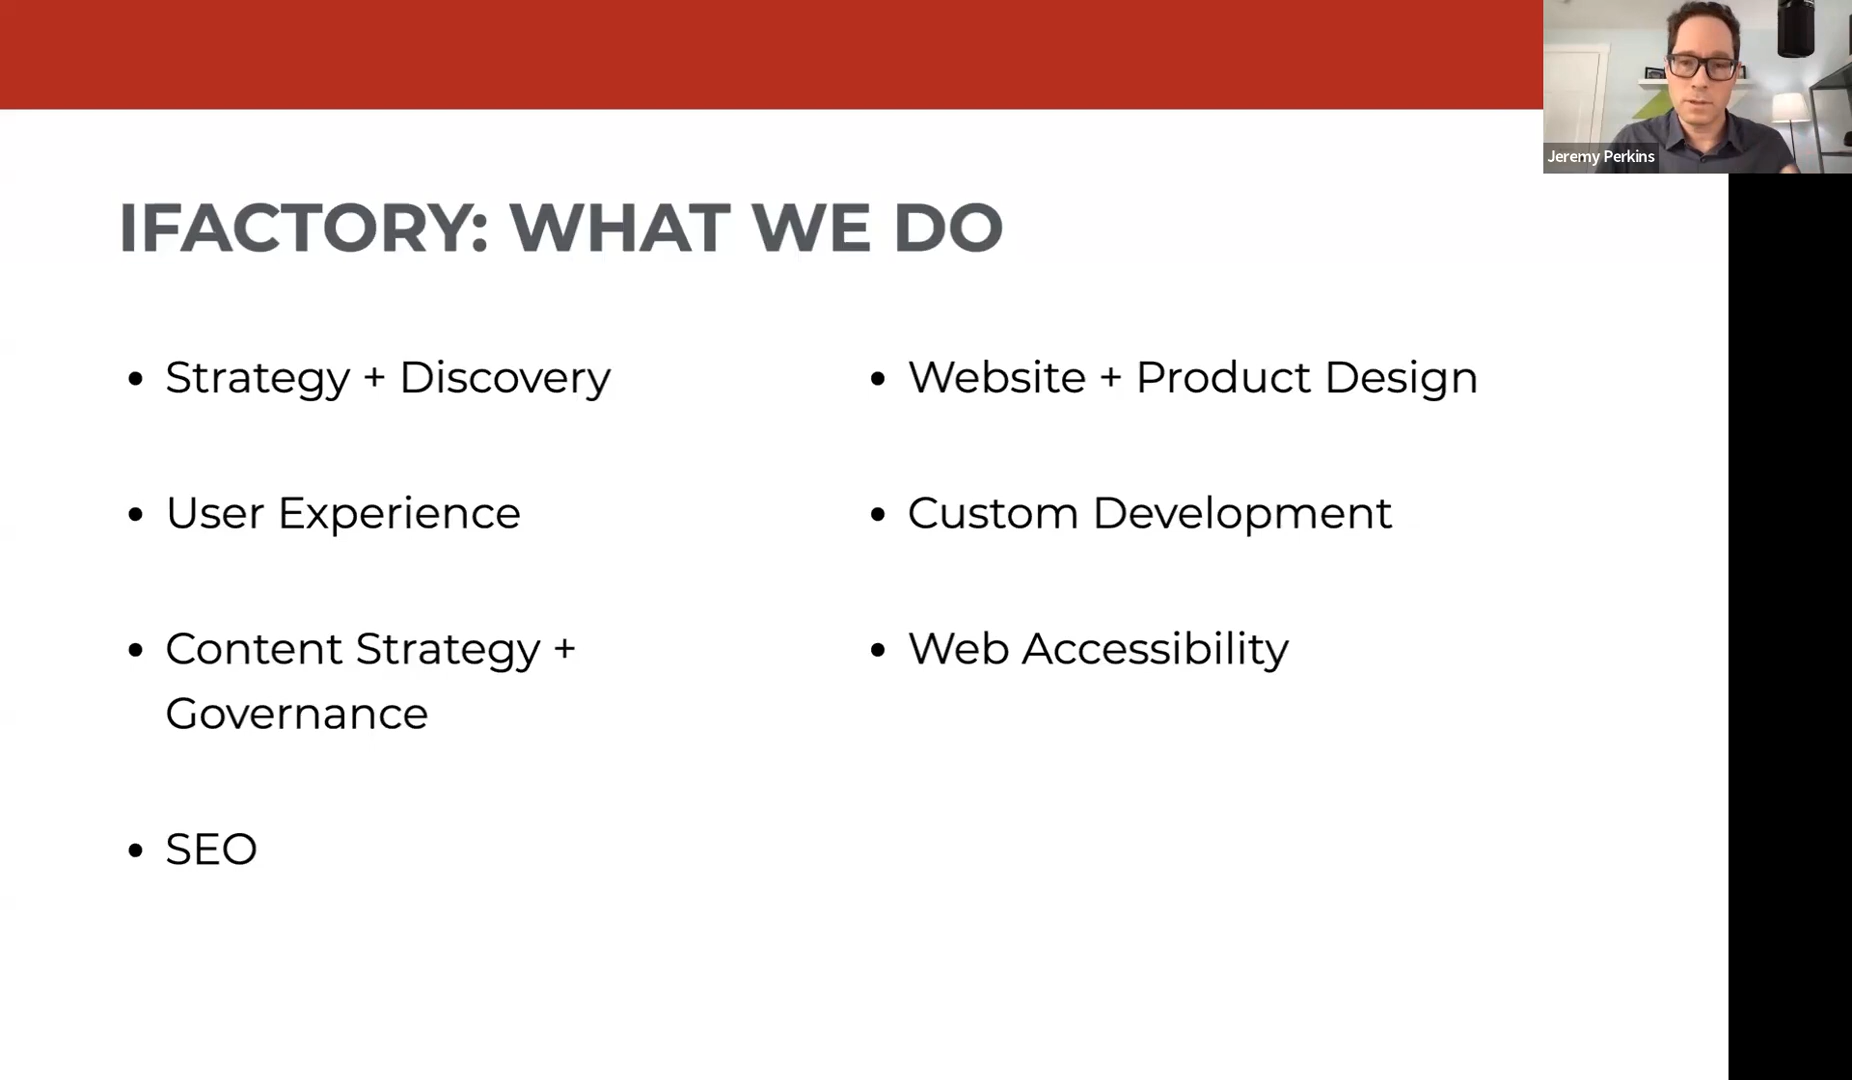 Jeremy Perkins
IFACTORY: WHAT WE DO
• Strategy + Discovery
• User Experience
• Content Strategy +
Governance
• SEO
• Website + Product Design
• Custom Development
• Web Accessibility